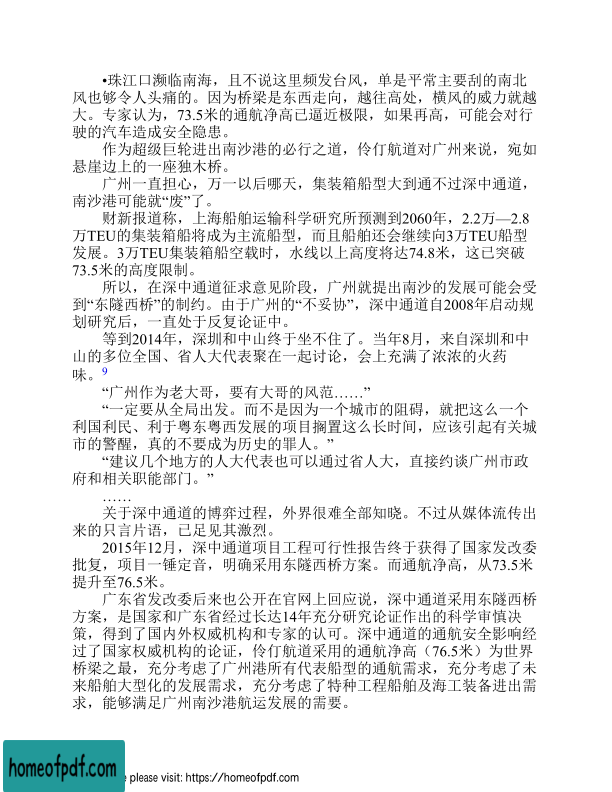 •珠江口濒临南海，且不说这里频发台风，单是平常主要刮的南北
风也够令人头痛的。因为桥梁是东西走向，越往高处，横风的威力就越
大。专家认为，73.5米的通航净高已逼近极限，如果再高，可能会对行
驶的汽车造成安全隐患。
作为超级巨轮进出南沙港的必行之道，伶仃航道对广州来说，宛如
悬崖边上的一座独木桥。
广州一直担心，万一以后哪天，集装箱船型大到通不过深中通道，
南沙港可能就“废”了。
财新报道称，上海船舶运输科学研究所预测到2060年，2.2万—2.8
万TEU的集装箱船将成为主流船型，而且船舶还会继续向3万TEU船型
发展。3万TEU集装箱船空载时，水线以上高度将达74.8米，这已突破
73.5米的高度限制。
所以，在深中通道征求意见阶段，广州就提出南沙的发展可能会受
到“东隧西桥”的制约。由于广州的“不妥协”，深中通道自2008年启动规
划研究后，一直处于反复论证中。
等到2014年，深圳和中山终于坐不住了。当年8月，来自深圳和中
山的多位全国、省人大代表聚在一起讨论，会上充满了浓浓的火药
味。9
“广州作为老大哥，要有大哥的风范……”
“一定要从全局出发。而不是因为一个城市的阻碍，就把这么一个
利国利民、利于粤东粤西发展的项目搁置这么长时间，应该引起有关城
市的警醒，真的不要成为历史的罪人。”
“建议几个地方的人大代表也可以通过省人大，直接约谈广州市政
府和相关职能部门。”
……
关于深中通道的博弈过程，外界很难全部知晓。不过从媒体流传出
来的只言片语，已足见其激烈。
2015年12月，深中通道项目工程可行性报告终于获得了国家发改委
批复，项目一锤定音，明确采用东隧西桥方案。而通航净高，从73.5米
提升至76.5米。
广东省发改委后来也公开在官网上回应说，深中通道采用东隧西桥
方案，是国家和广东省经过长达14年充分研究论证作出的科学审慎决
策，得到了国内外权威机构和专家的认可。深中通道的通航安全影响经
过了国家权威机构的论证，伶仃航道采用的通航净高（76.5米）为世界
桥梁之最，充分考虑了广州港所有代表船型的通航需求，充分考虑了未
来船舶大型化的发展需求，充分考虑了特种工程船舶及海工装备进出需
求，能够满足广州南沙港航运发展的需要。
homeofpdf.com
please visit: https://homeofpdf.com